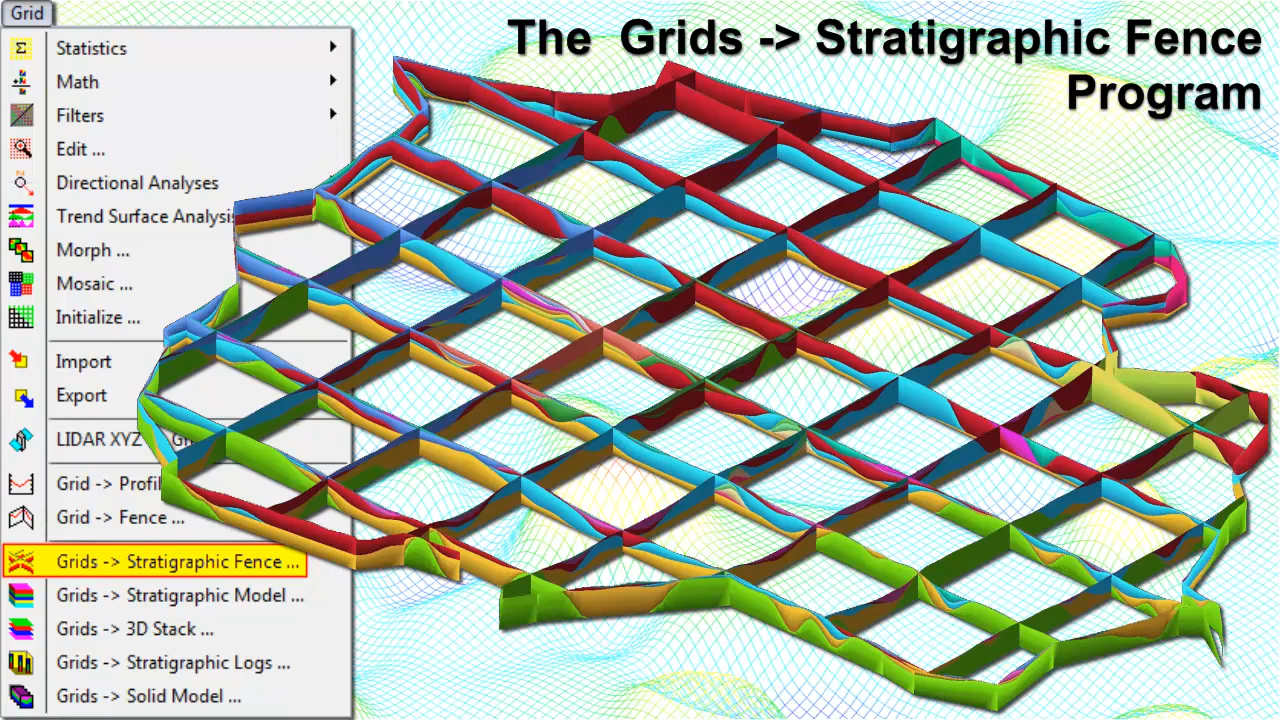 Grid
The Grids -> Stratigraphic Fence
Program
Statistics
Math
Filters
Edit ...
Directional Analyses
Trend Surface Analysi
Morph ...
Mosaic ...
Initialize ...
Import
Export
LIDAR XYZ
Grid -> Profil
Grid -> Fence ...
Grids -> Stratigraphic Fence ...
Grids -> Stratigraphic Model ...
Grids -> 3D Stack ...
Grids -> Stratigraphic Logs ...
Grids -> Solid Model ...